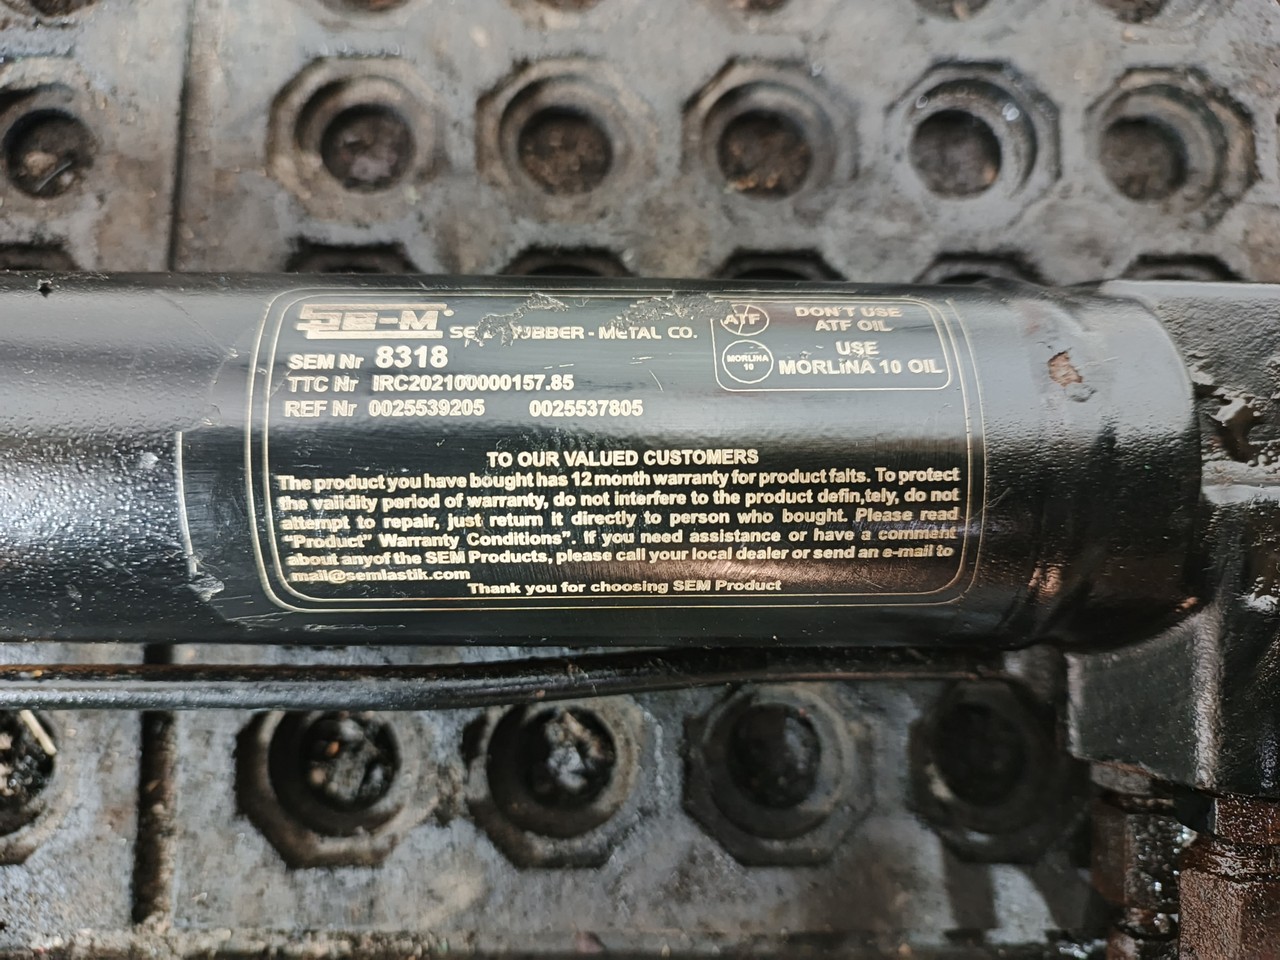 SE-M
RUBBER - METAL CO.
SEM Nr 8318
TTC Nr IRC202100000157.85
REF Nr 0025539205 0025537805
ATF DON'T USE
ATF OIL
MORLINA
10
USE
MORLiNA 10 OIL
TO OUR VALUED CUSTOMERS
The product you have bought has 12 month warranty for product falts. To protect
the validity period of warranty, do not interfere to the product defin,tely, do not
attempt to repair, just return it directly to person who bought. Please read
"Product" Warranty Conditions". If you need assistance or have a comment
about anyof the SEM Products, please call your local dealer or send an e-mail to
mail@semlastik.com
Thank you for choosing SEM Product